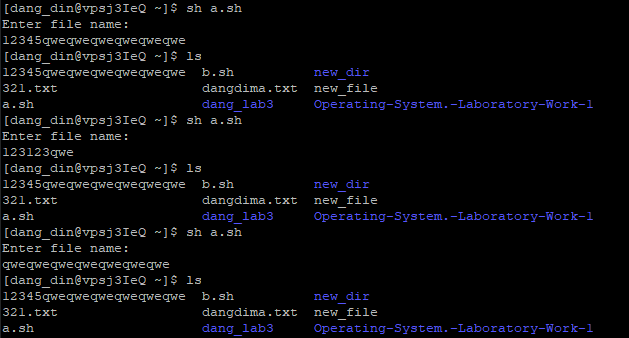 [dang_din@vpsj3IeQ ~]$ sh a.sh
Enter file name:
12345qweqweqweqweqweqwe
[dang_din@vpsj3IeQ ~]$ ls
12345qweqweqweqweqweqwe  b.sh          new_dir
321.txt                  dangdima.txt  new_file
a.sh                     dang_lab3     Operating-System.-Laboratory-Work-1
[dang_din@vpsj3IeQ ~]$ sh a.sh
Enter file name:
123123qwe
[dang_din@vpsj3IeQ ~]$ ls
12345qweqweqweqweqweqwe  b.sh          new_dir
321.txt                  dangdima.txt  new_file
a.sh                     dang_lab3     Operating-System.-Laboratory-Work-1
[dang_din@vpsj3IeQ ~]$ sh a.sh
Enter file name:
qweqweqweqweqweqweqwe
[dang_din@vpsj3IeQ ~]$ ls
12345qweqweqweqweqweqwe  b.sh          new_dir
321.txt                  dangdima.txt  new_file
a.sh                     dang_lab3     Operating-System.-Laboratory-Work-1